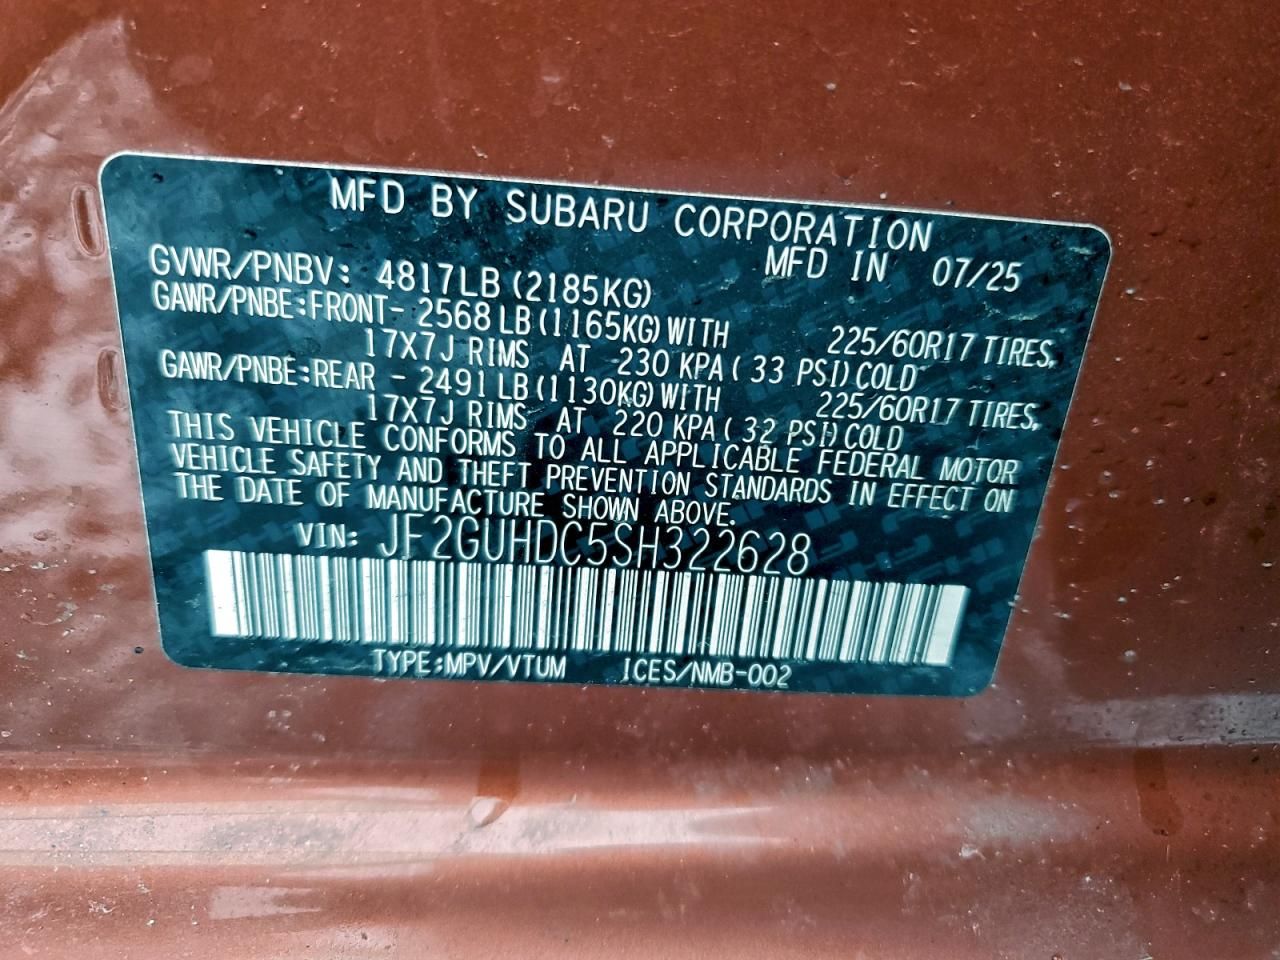 MFD BY SUBARU CORPORATION
MFD IN 07/25
GVWR/PNBV: 4817LB (2185KG)
GAWR/PNBE:FRONT- 2568 LB (1165KG) WITH 225/60R17 TIRES,
17X7J RIMS AT 230 KPA ( 33 PSI) COLD
GAWR/PNBE:REAR - 2491 LB (1130KG) WITH 225/60R17 TIRES,
17X7J RIMS AT 220 KPA ( 32 PSI) COLD
THIS VEHICLE CONFORMS TO ALL APPLICABLE FEDERAL MOTOR
VEHICLE SAFETY AND THEFT PREVENTION STANDARDS IN EFFECT ON
THE DATE OF MANUFACTURE SHOWN ABOVE.
VIN: JF2GUHDC5SH322628
TYPE:MPV/VTUM ICES/NMB-002